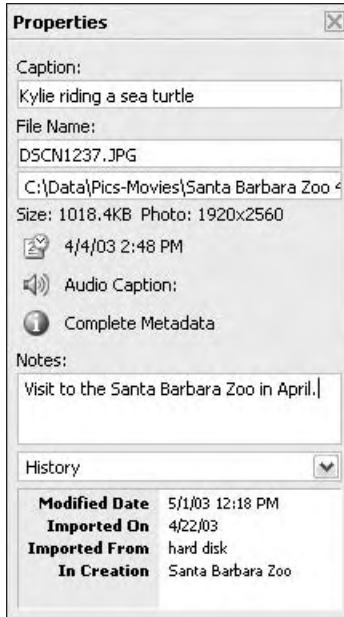 Properties
Caption:
Kylie riding a sea turtle
File Name:
DSCN1237.JPG
C:\Data\Pics-Movies\Santa Barbara Zoo 4
Size: 1018.4KB Photo: 1920x2560
4/4/03 2:48 PM
Audio Caption:
Complete Metadata
Notes:
Visit to the Santa Barbara Zoo in April.
History
Modified Date 5/1/03 12:18 PM
Imported On 4/22/03
Imported From hard disk
In Creation Santa Barbara Zoo